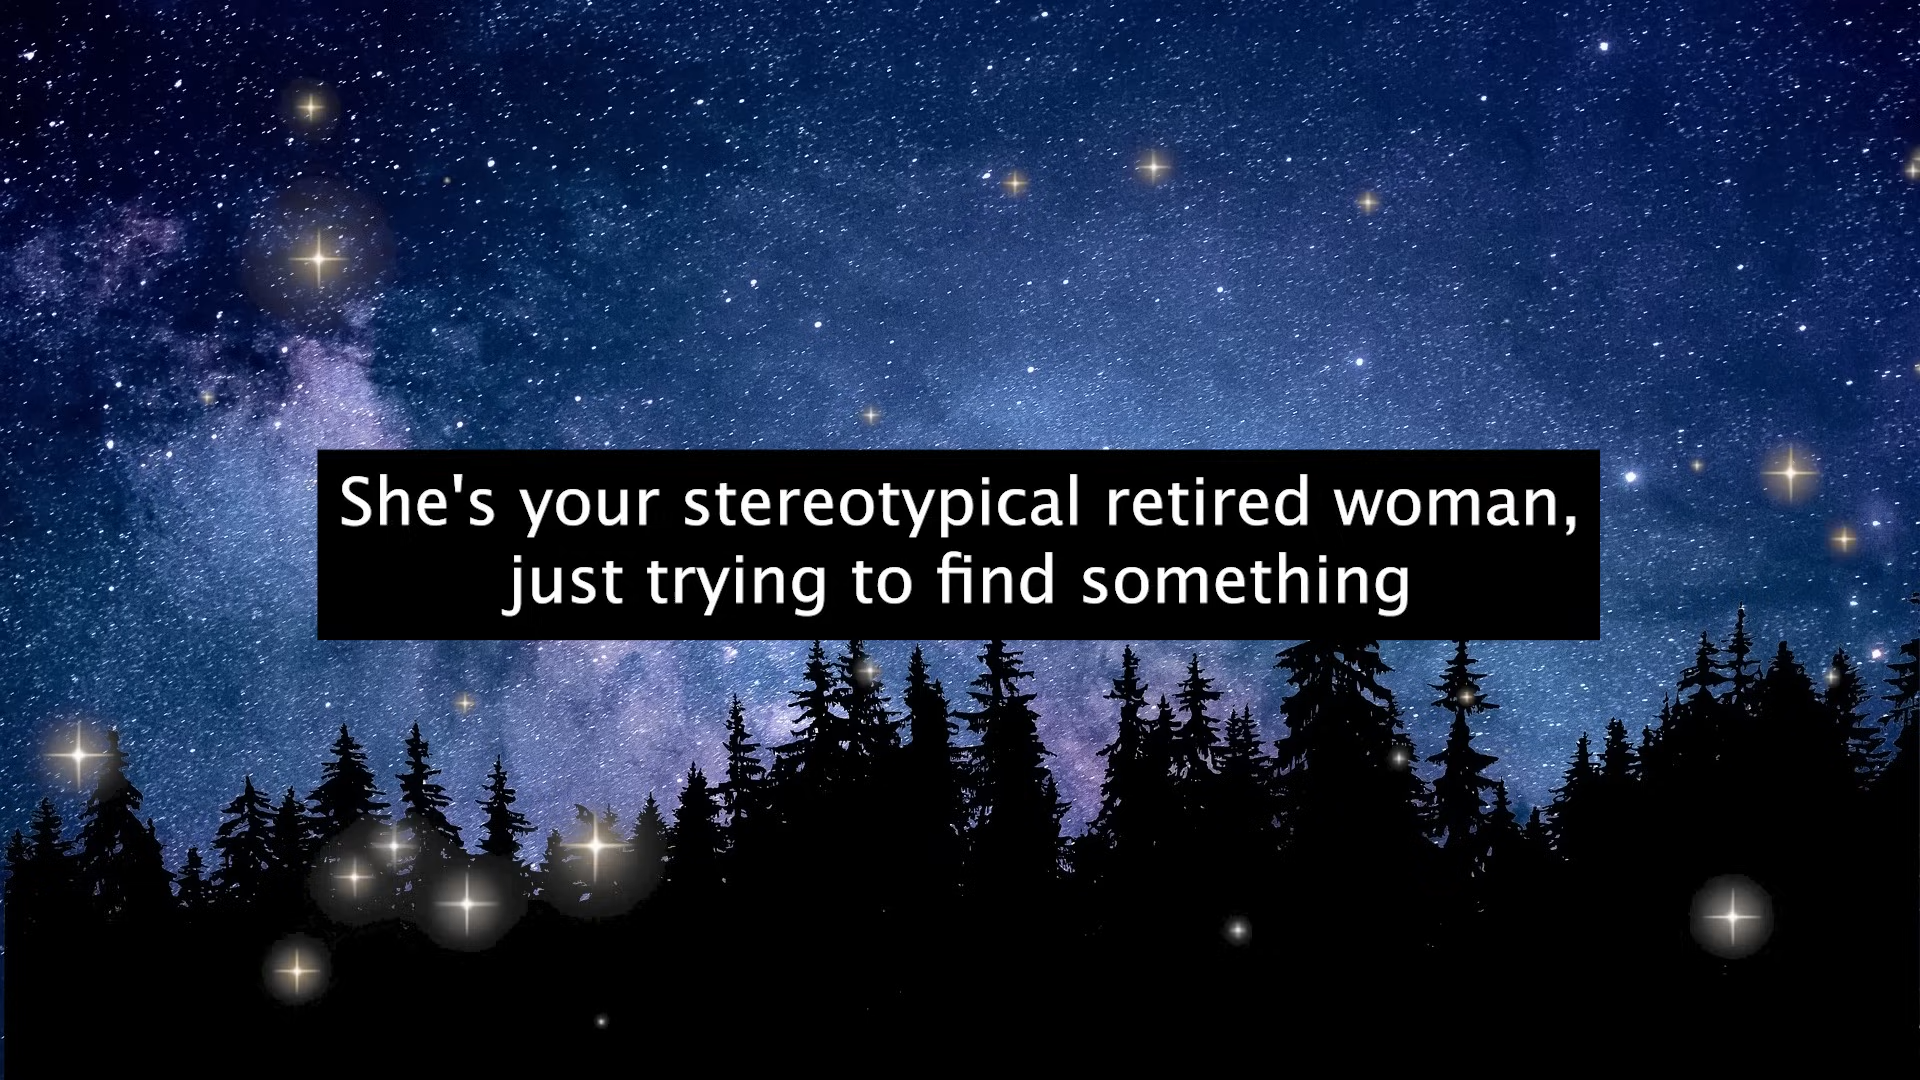 She's your stereotypical retired woman,
just trying to find something